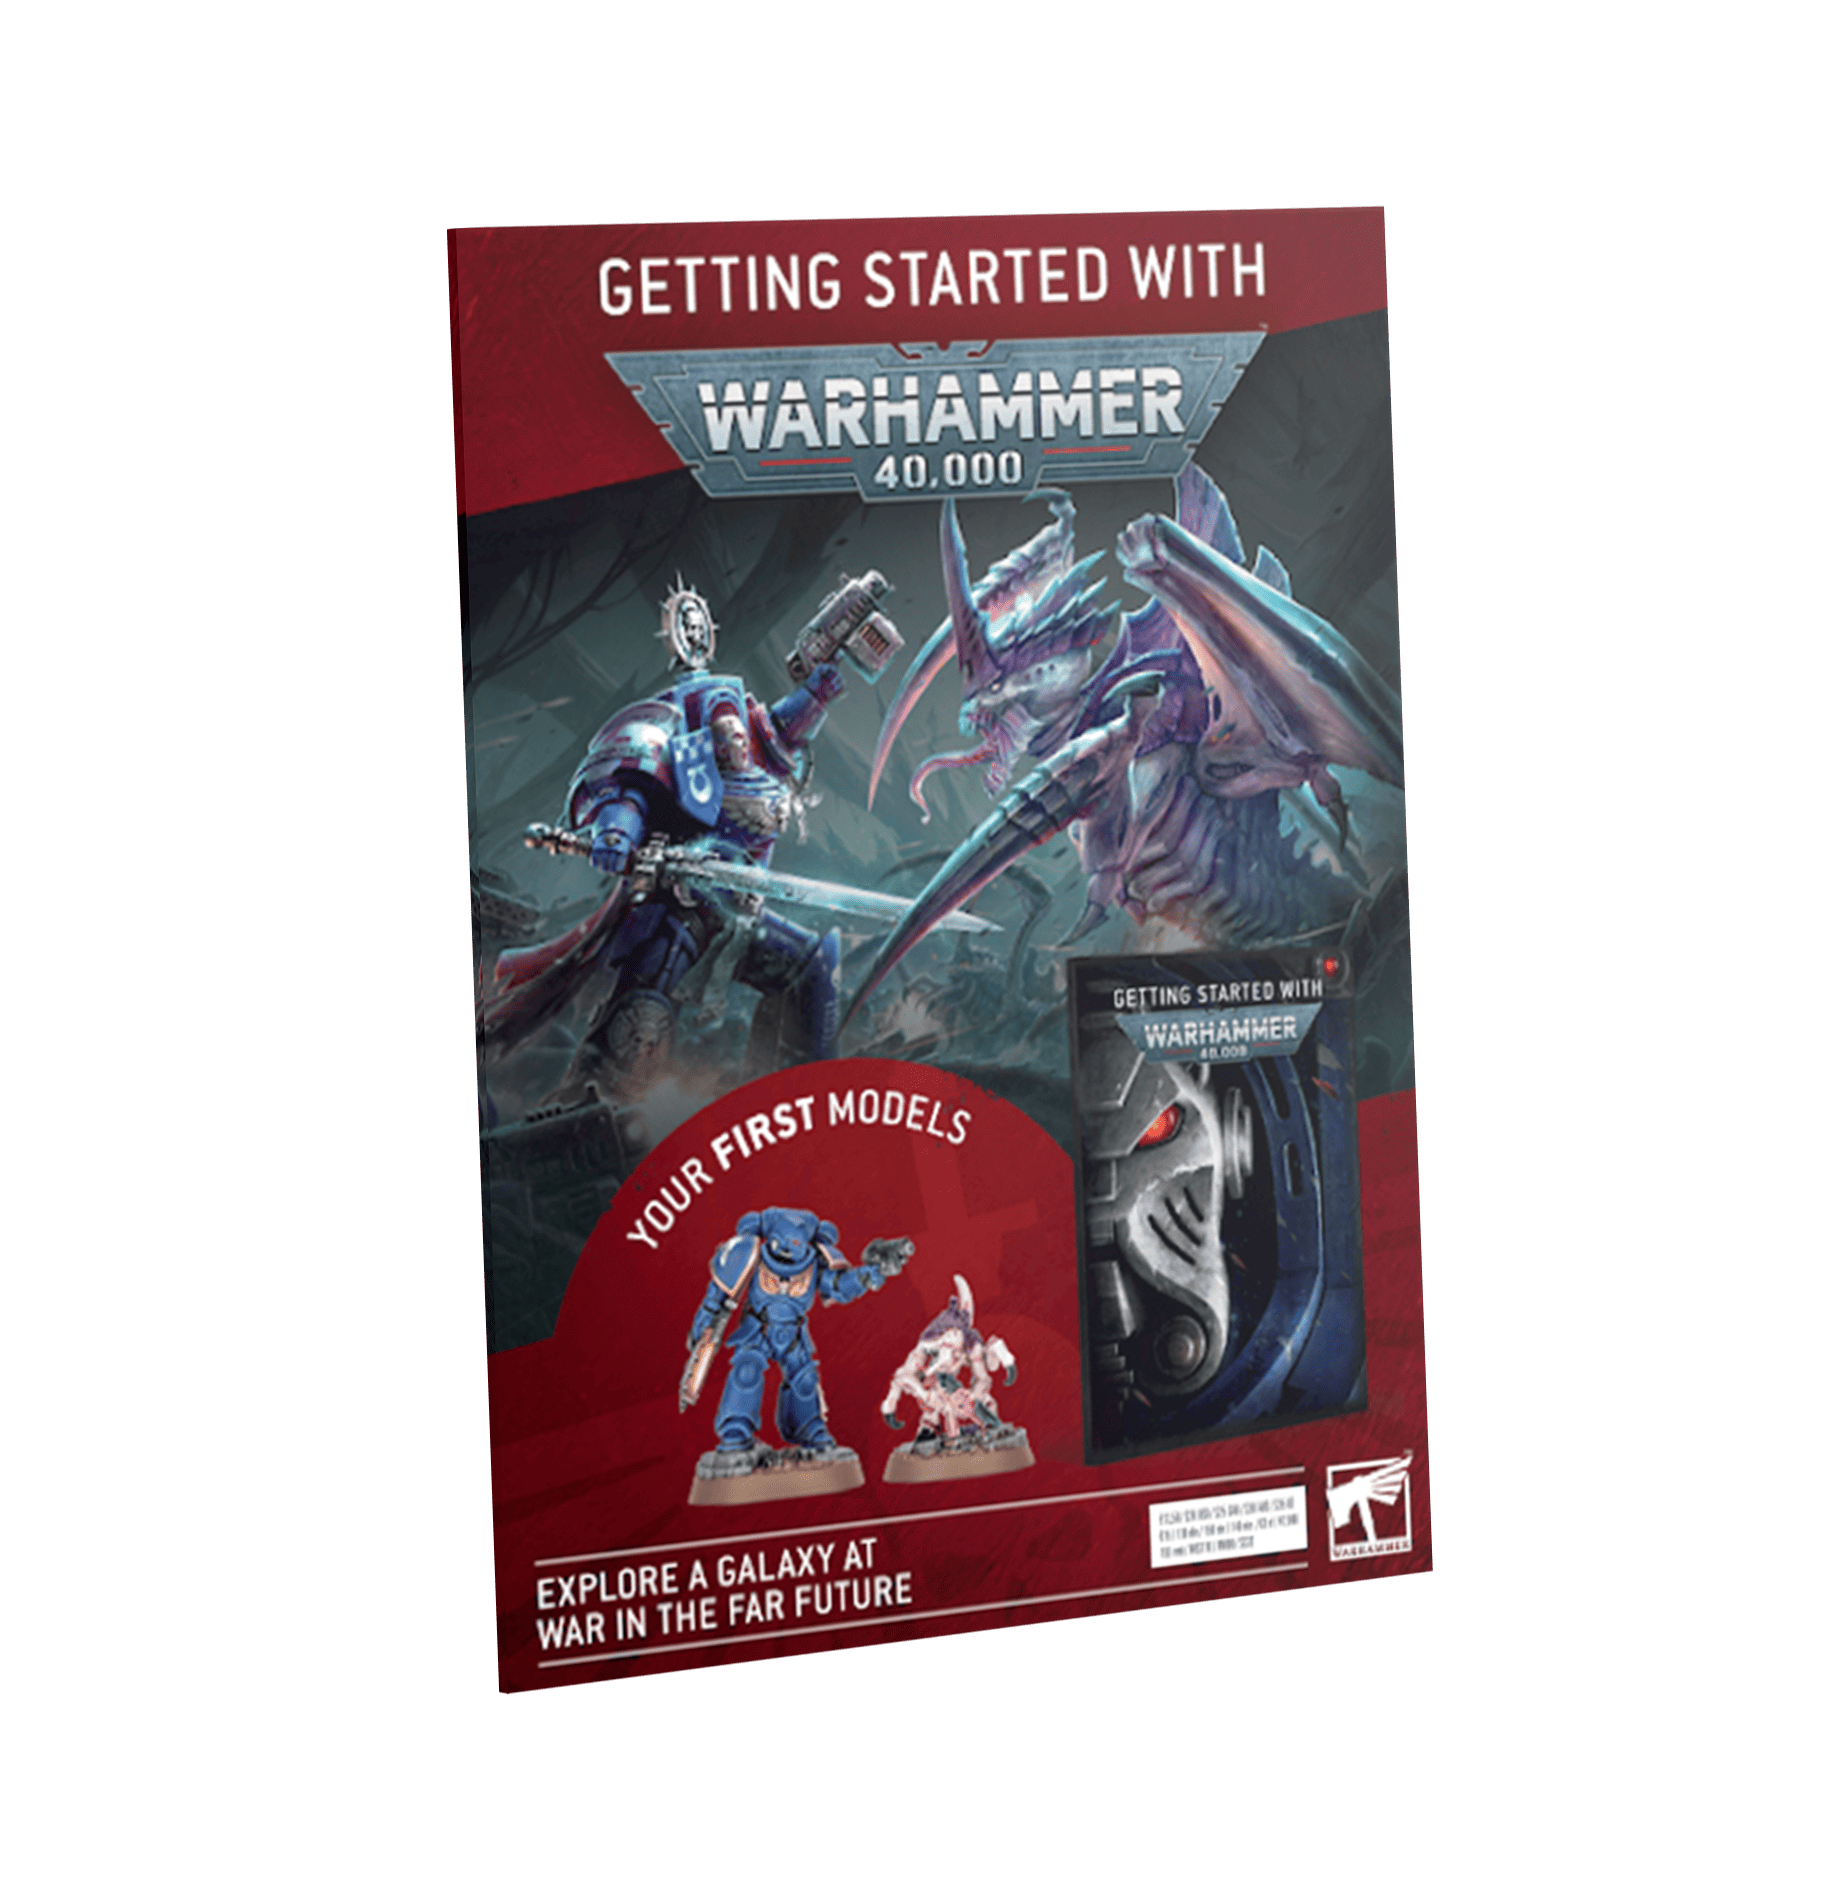 GETTING STARTED WITH
WARHAMMER
40,000
GETTING STARTED WITH
WARHAMMER
40,000
YOUR FIRST MODELS
EXPLORE A GALAXY AT
WAR IN THE FAR FUTURE
WARHAMMER